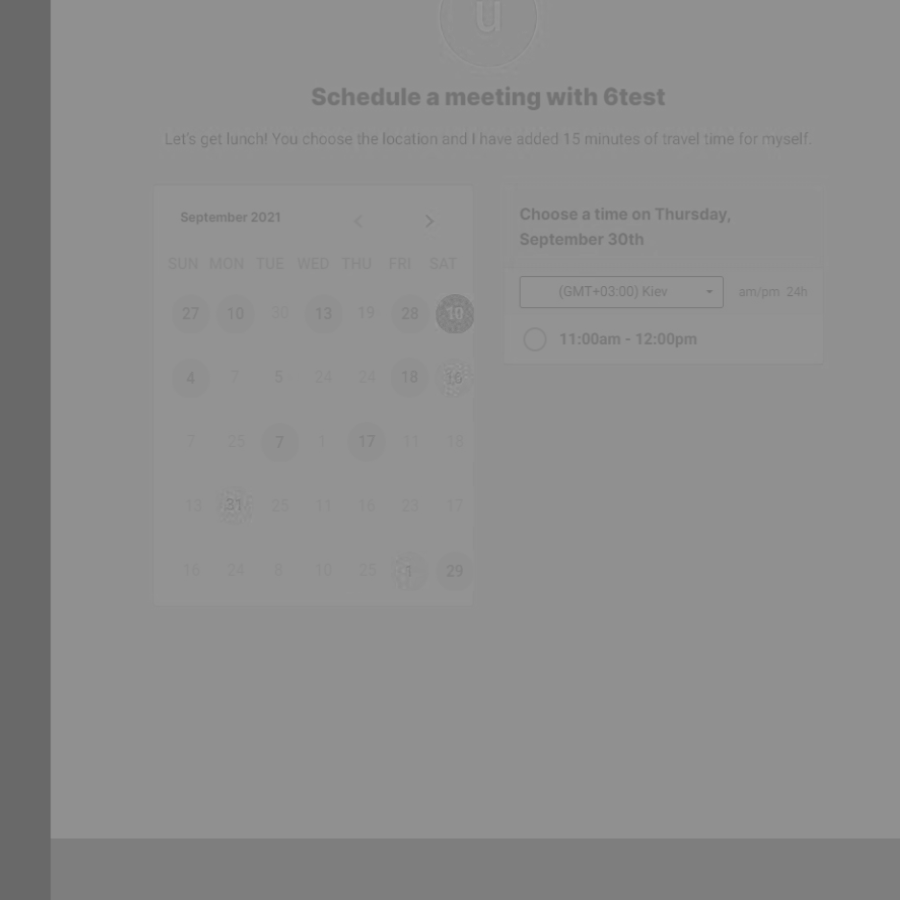 u
Schedule a meeting with 6test
Let's get lunch! You choose the location and I have added 15 minutes of travel time for myself.
September 2021 < >
SUN MON TUE WED THU FRI SAT
27 10 30 13 19 28 10
4 7 5 24 24 18 16
7 25 7 1 17 11 18
13 31 25 11 16 23 17
16 24 8 10 25 3 29
Choose a time on Thursday,
September 30th
(GMT+03:00) Kiev am/pm 24h
11:00am - 12:00pm